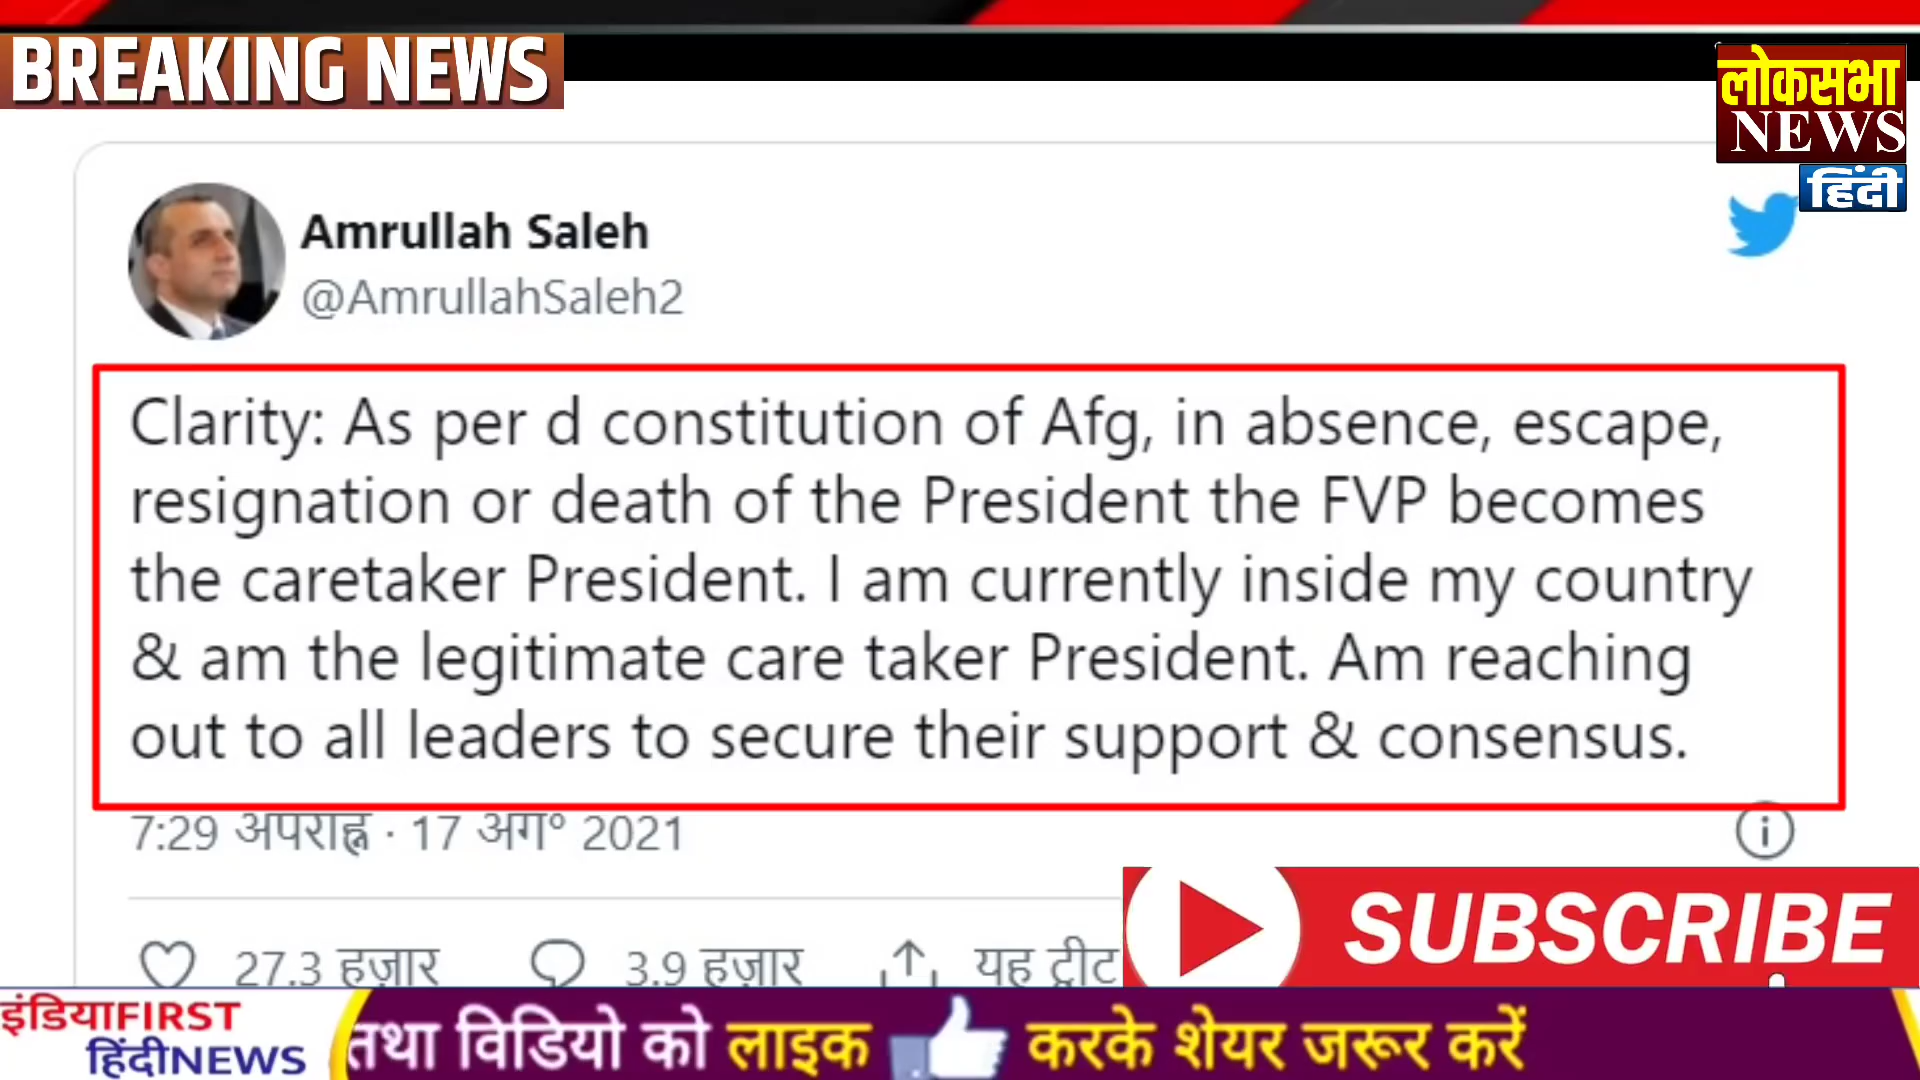 BREAKING NEWS
लोकसभा
NEWS
हिंदी
Amrullah Saleh
@AmrullahSaleh2
Clarity: As per d constitution of Afg, in absence, escape,
resignation or death of the President the FVP becomes
the caretaker President. I am currently inside my country
& am the legitimate care taker President. Am reaching
out to all leaders to secure their support & consensus.
7:29 अपराह्न · 17 अग॰ 2021
27.3 हज़ार 3.9 हज़ार यह ट्वीट
SUBSCRIBE
इंडियाFIRST
हिंदीNEWS
तथा विडियो को लाइक करके शेयर जरूर करें